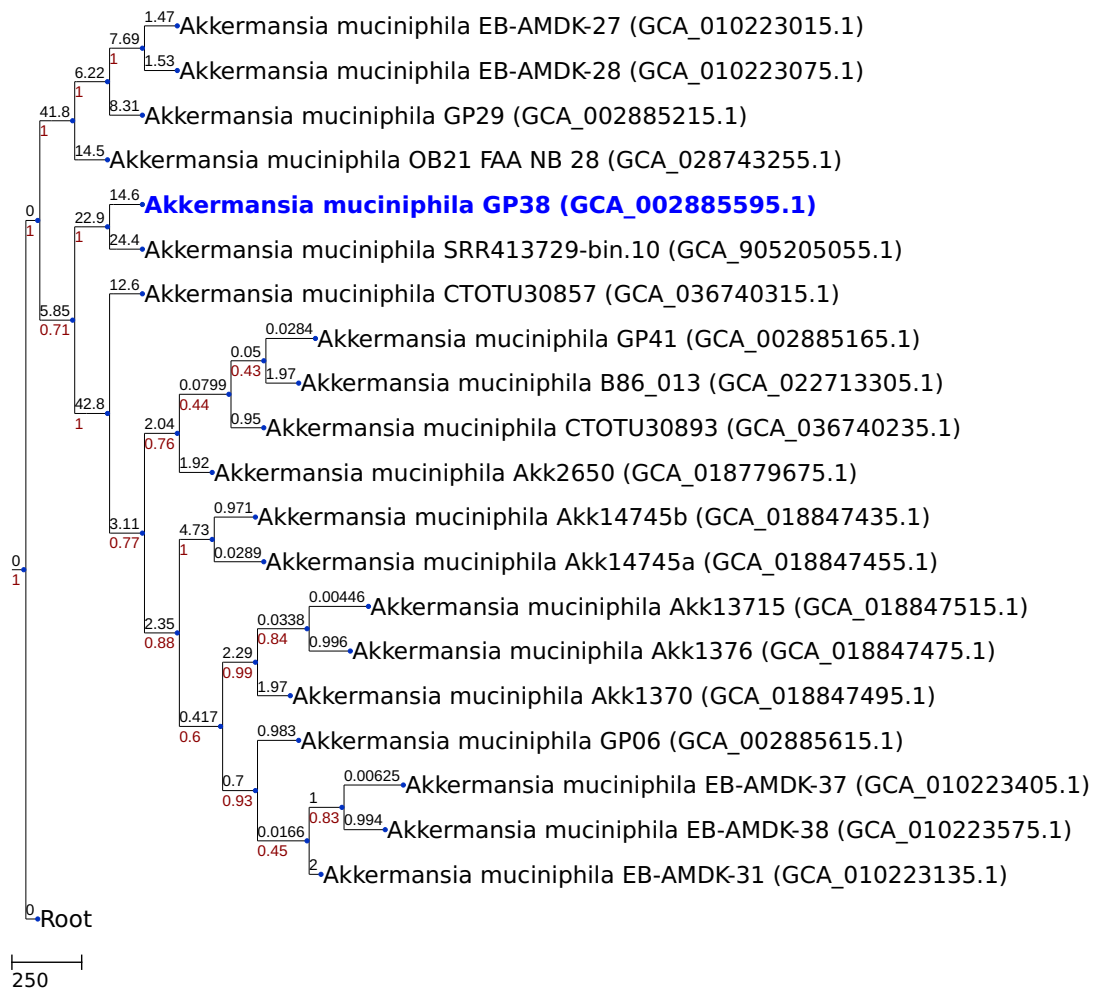 1.47
Akkermansia muciniphila EB-AMDK-27 (GCA_010223015.1)
7.69
1
1.53
Akkermansia muciniphila EB-AMDK-28 (GCA_010223075.1)
6.22
1
8.31
Akkermansia muciniphila GP29 (GCA_002885215.1)
41.8
1
14.5
Akkermansia muciniphila OB21 FAA NB 28 (GCA_028743255.1)
14.6
Akkermansia muciniphila GP38 (GCA_002885595.1)
0
1
22.9
1
24.4
Akkermansia muciniphila SRR413729-bin.10 (GCA_905205055.1)
12.6
Akkermansia muciniphila CTOTU30857 (GCA_036740315.1)
5.85
0.71
0.0284
Akkermansia muciniphila GP41 (GCA_002885165.1)
0.05
0.43
1.97
Akkermansia muciniphila B86_013 (GCA_022713305.1)
0.0799
0.44
0.95
Akkermansia muciniphila CTOTU30893 (GCA_036740235.1)
42.8
1
2.04
0.76
1.92
Akkermansia muciniphila Akk2650 (GCA_018779675.1)
0.971
Akkermansia muciniphila Akk14745b (GCA_018847435.1)
3.11
0.77
4.73
1
0.0289
Akkermansia muciniphila Akk14745a (GCA_018847455.1)
0
1
0.00446
Akkermansia muciniphila Akk13715 (GCA_018847515.1)
0.0338
0.84
0.996
Akkermansia muciniphila Akk1376 (GCA_018847475.1)
2.35
0.88
2.29
0.99
1.97
Akkermansia muciniphila Akk1370 (GCA_018847495.1)
0.417
0.6
0.983
Akkermansia muciniphila GP06 (GCA_002885615.1)
0.7
0.93
0.00625
Akkermansia muciniphila EB-AMDK-37 (GCA_010223405.1)
1
0.83
0.994
Akkermansia muciniphila EB-AMDK-38 (GCA_010223575.1)
0.0166
0.45
2
Akkermansia muciniphila EB-AMDK-31 (GCA_010223135.1)
0
Root
250